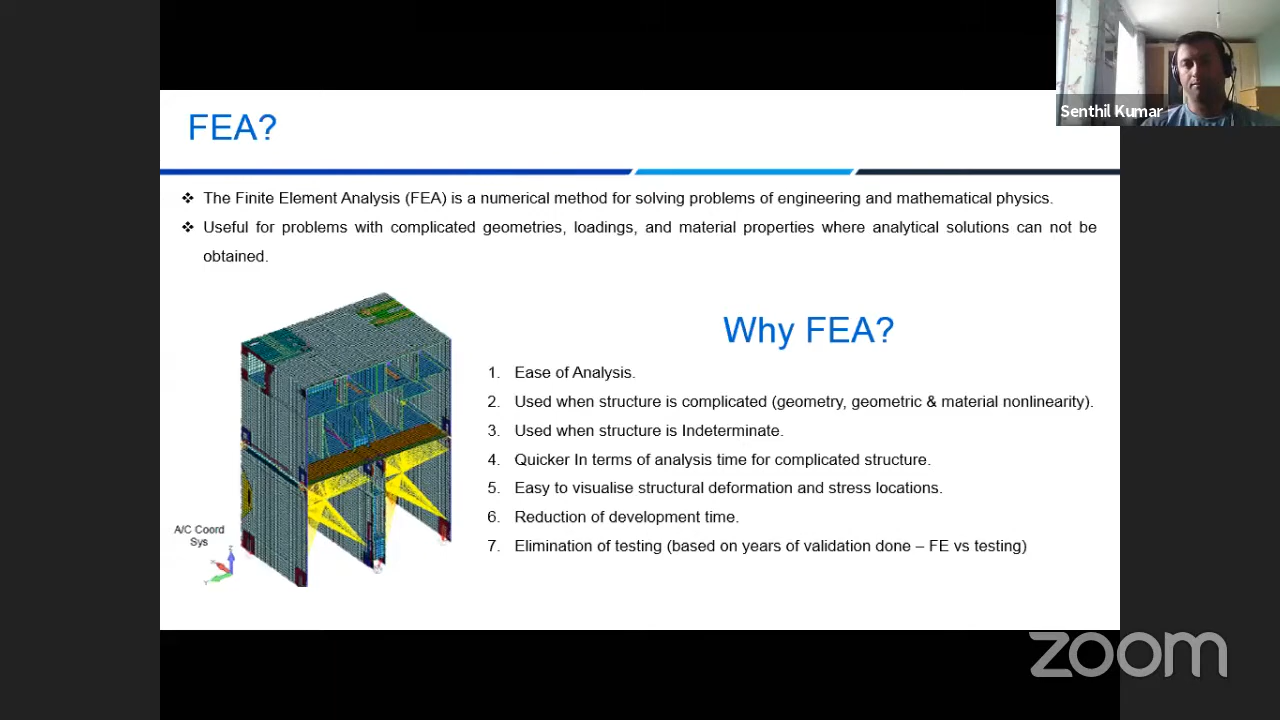 Senthil Kumar
FEA?
❖ The Finite Element Analysis (FEA) is a numerical method for solving problems of engineering and mathematical physics.
❖ Useful for problems with complicated geometries, loadings, and material properties where analytical solutions can not be
obtained.
Why FEA?
1. Ease of Analysis.
2. Used when structure is complicated (geometry, geometric & material nonlinearity).
3. Used when structure is Indeterminate.
4. Quicker In terms of analysis time for complicated structure.
5. Easy to visualise structural deformation and stress locations.
6. Reduction of development time.
7. Elimination of testing (based on years of validation done – FE vs testing)
A/C Coord
Sys
Z
X
Y
zoom